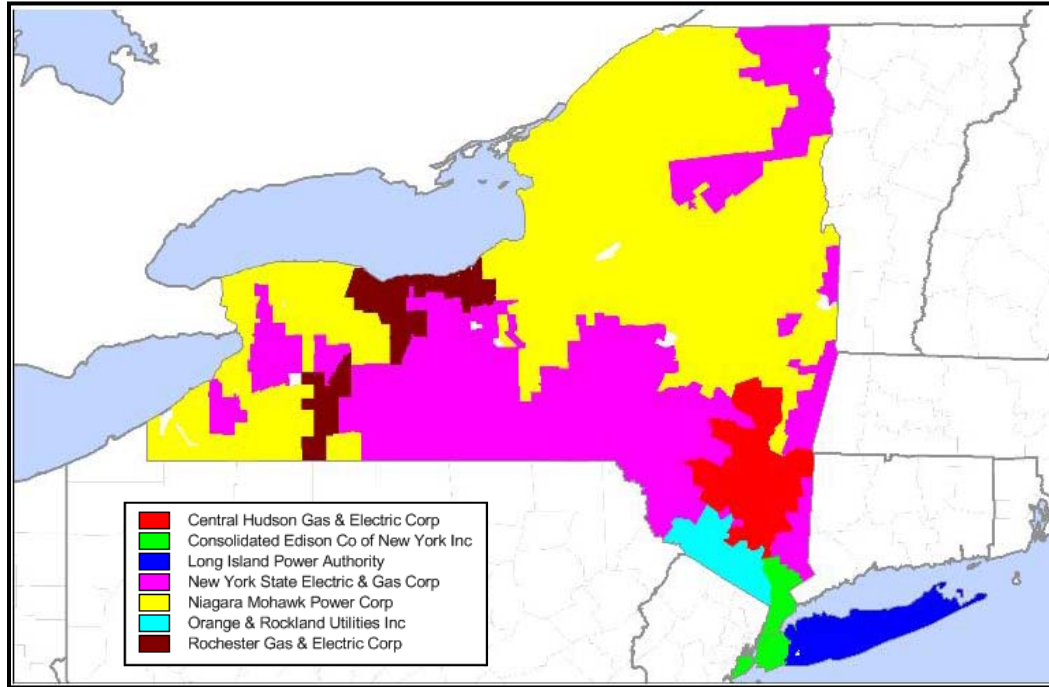 Central Hudson Gas & Electric Corp
Consolidated Edison Co of New York Inc
Long Island Power Authority
New York State Electric & Gas Corp
Niagara Mohawk Power Corp
Orange & Rockland Utilities Inc
Rochester Gas & Electric Corp